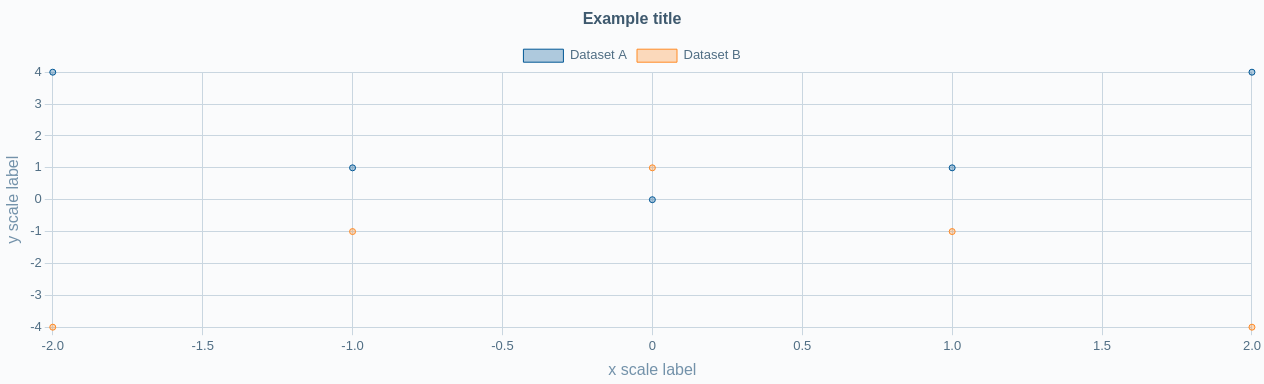 Example title
Dataset A Dataset B
4
3
2
1
0
-1
-2
-3
-4
y scale label
-2.0 -1.5 -1.0 -0.5 0 0.5 1.0 1.5 2.0
x scale label